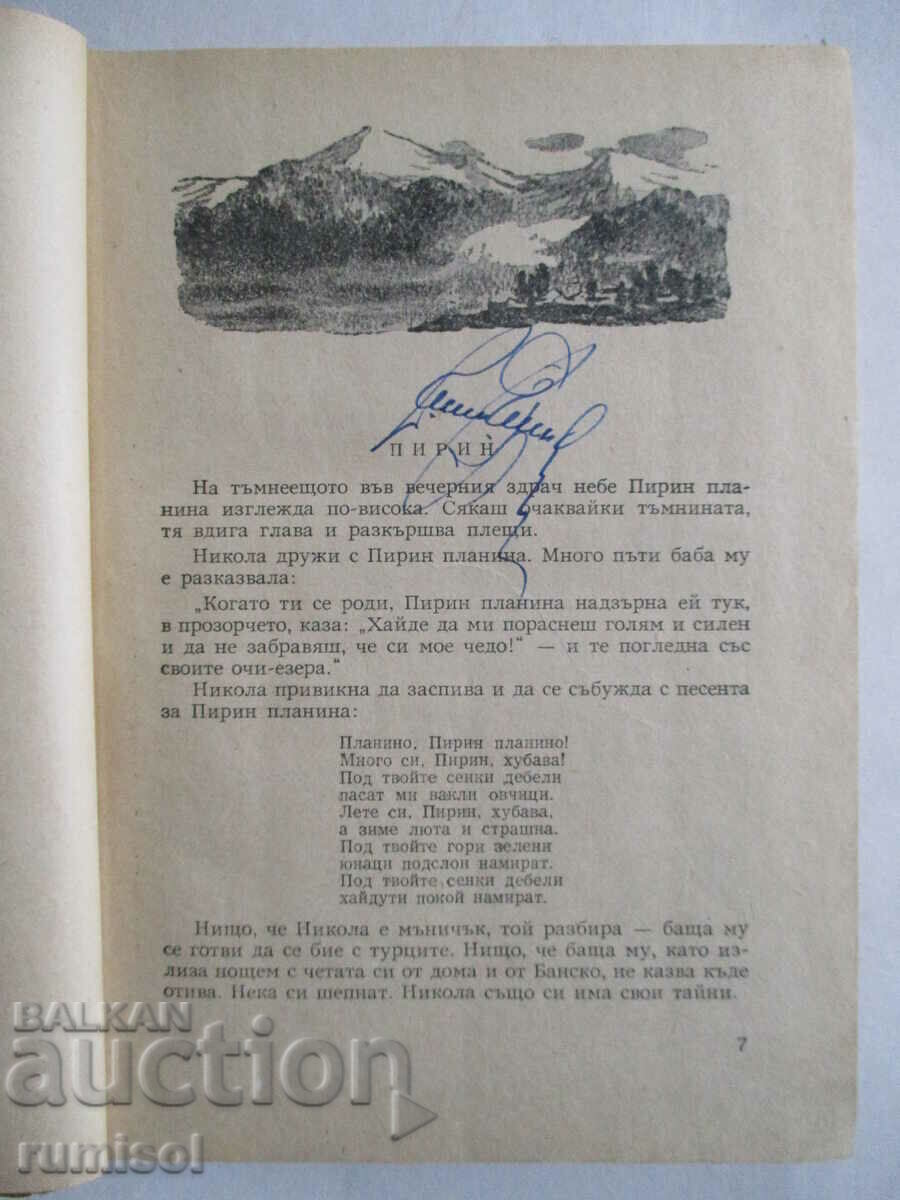 ПИРИН
На тъмнеещото във вечерния здрач небе Пирин пла-
нина изглежда по-висока. Сякаш очаквайки тъмнината,
тя вдига глава и разкършва плещи.
Никола дружи с Пирин планина. Много пъти баба му
е разказвала:
„Когато ти се роди, Пирин планина надзърна ей тук,
в прозорчето, каза: „Хайде да ми пораснеш голям и силен
и да не забравяш, че си мое чедо!“ — и те погледна със
своите очи-езера.“
Никола привикна да заспива и да се събужда с песента
за Пирин планина:
Планино, Пирин планино!
Много си, Пирин, хубава!
Под твойте сенки дебели
пасат ми вакли овчици.
Лете си, Пирин, хубава,
а зиме люта и страшна.
Под твойте гори зелени
юнаци подслон намират.
Под твойте сенки дебели
хайдути покой намират.
Нищо, че Никола е мъничък, той разбира — баща му
се готви да се бие с турците. Нищо, че баща му, като из-
лиза нощем с четата си от дома и от Банско, не казва къде
отива. Нека си шепнат. Никола също си има свои тайни.
7
BALKAN
auction
rumisol